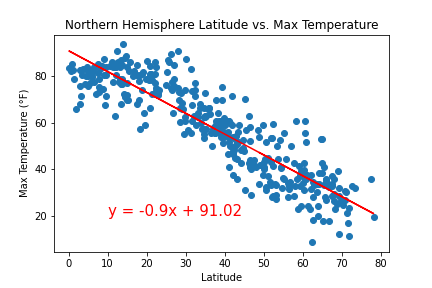 Northern Hemisphere Latitude vs. Max Temperature
Max Temperature (°F)
80
60
40
20
y = -0.9x + 91.02
0 10 20 30 40 50 60 70 80
Latitude